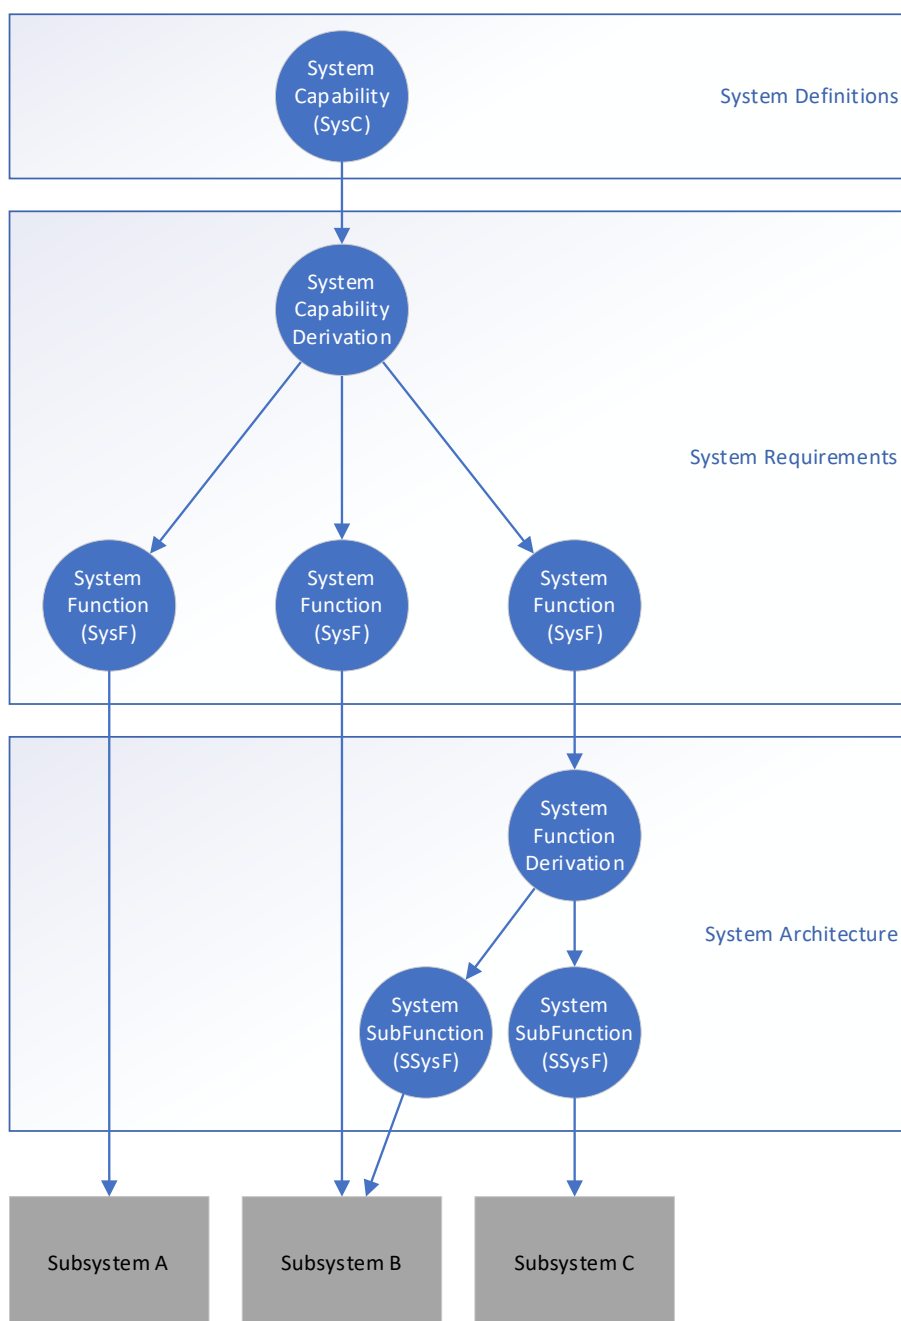 System
Capability
(SysC)
System Definitions
System
Capability
Derivation
System Requirements
System
Function
(SysF)
System
Function
(SysF)
System
Function
(SysF)
System
Function
Derivation
System Architecture
System
SubFunction
(SSysF)
System
SubFunction
(SSysF)
Subsystem A
Subsystem B
Subsystem C